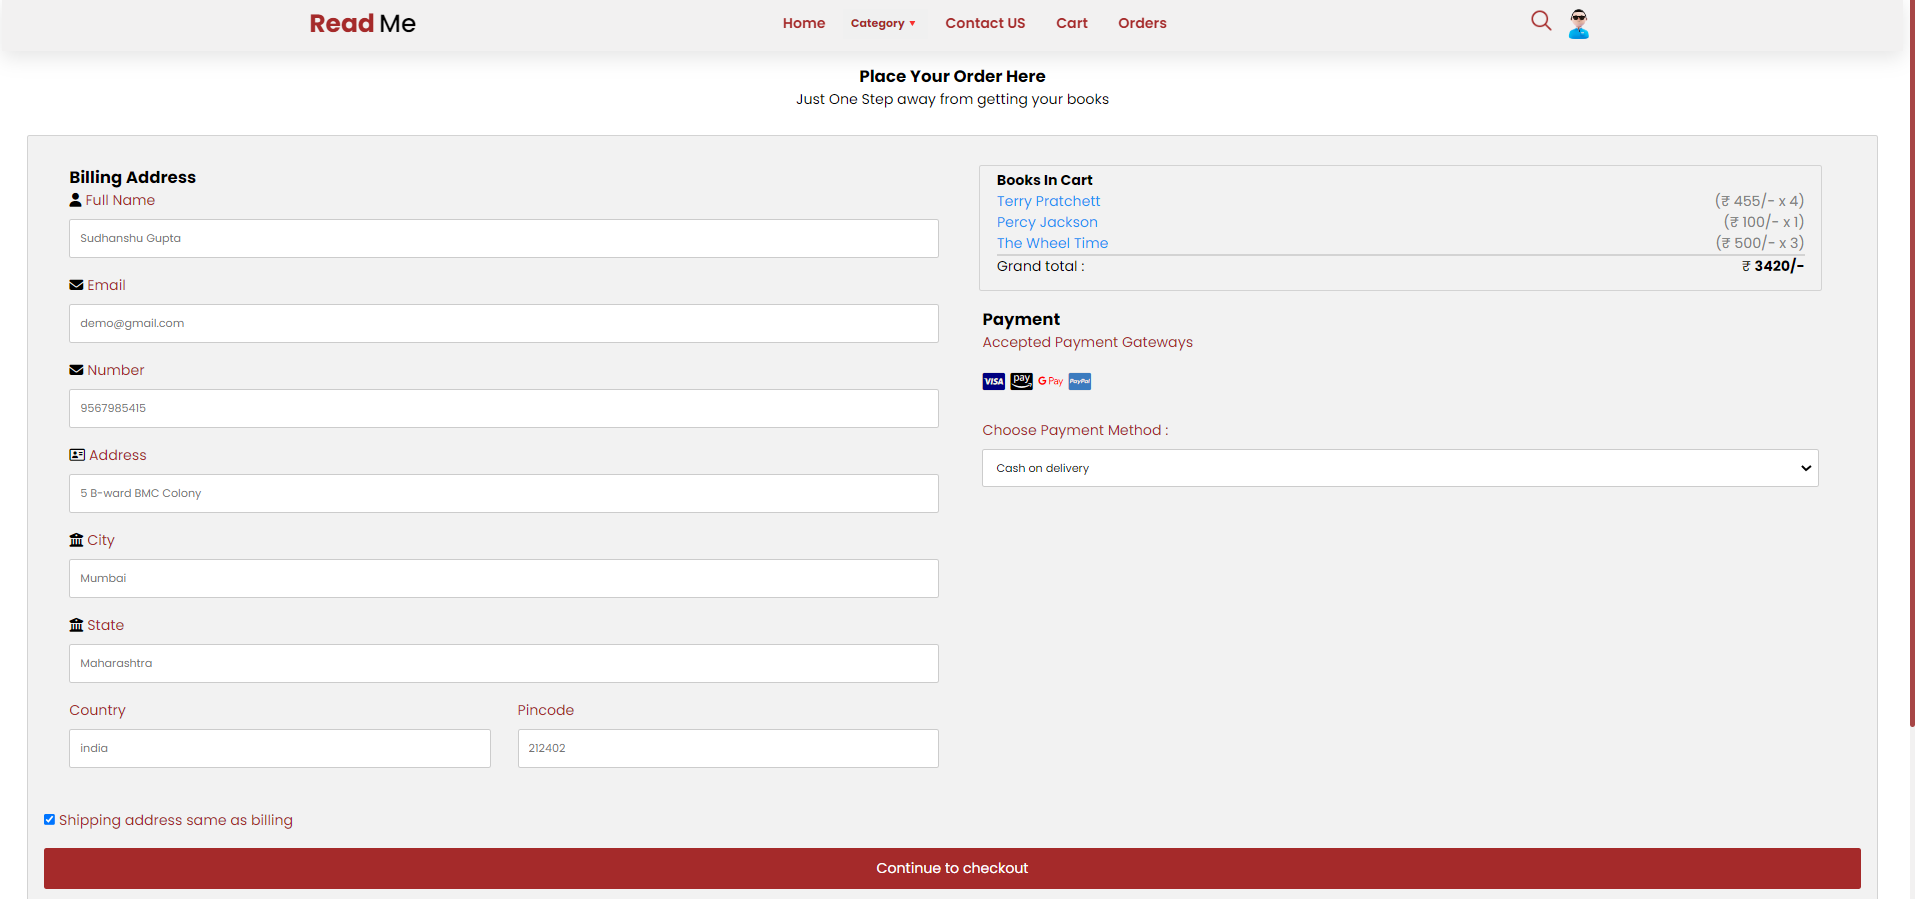 Read Me
Home
Category ▼
Contact US
Cart
Orders
Place Your Order Here
Just One Step away from getting your books
Billing Address
Full Name
Sudhanshu Gupta
Email
demo@gmail.com
Number
9567985415
Address
5 B-ward BMC Colony
City
Mumbai
State
Maharashtra
Country
india
Pincode
212402
Books In Cart
Terry Pratchett (₹ 455/- x 4)
Percy Jackson (₹ 100/- x 1)
The Wheel Time (₹ 500/- x 3)
Grand total : ₹ 3420/-
Payment
Accepted Payment Gateways
VISA pay G Pay PayPal
Choose Payment Method :
Cash on delivery
Shipping address same as billing
Continue to checkout